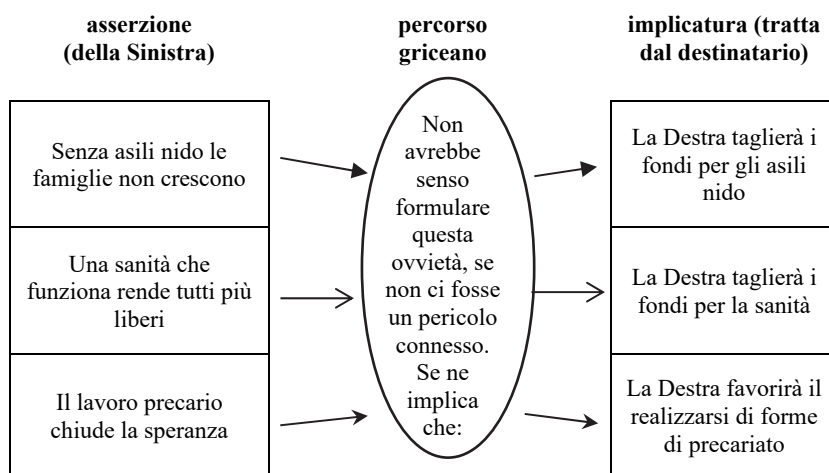 asserzione
(della Sinistra)
percorso
griceano
implicatura (tratta
dal destinatario)
Senza asili nido le
famiglie non crescono
Una sanità che
funziona rende tutti più
liberi
Il lavoro precario
chiude la speranza
Non
avrebbe
senso
formulare
questa
ovvietà, se
non ci fosse
un pericolo
connesso.
Se ne
implica
che:
La Destra taglierà i
fondi per gli asili
nido
La Destra taglierà i
fondi per la sanità
La Destra favorirà il
realizzarsi di forme
di precariato